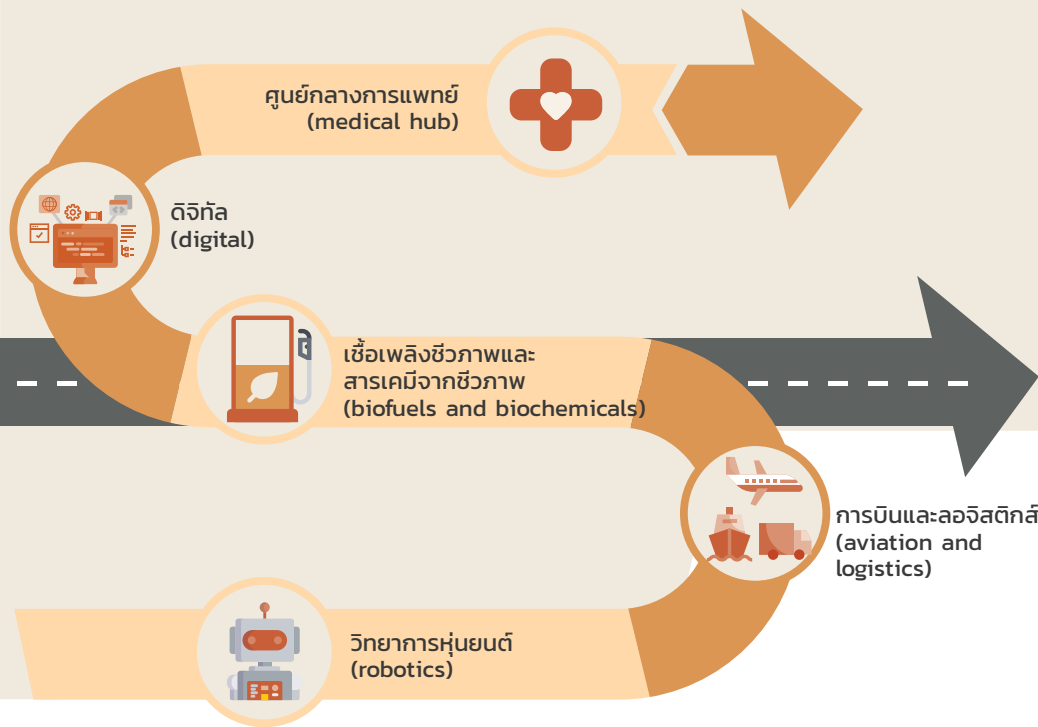 ศูนย์กลางการแพทย์
(medical hub)
ดิจิทัล
(digital)
เชื้อเพลิงชีวภาพและ
สารเคมีจากชีวภาพ
(biofuels and biochemicals)
การบินและลอจิสติกส์
(aviation and
logistics)
วิทยาการหุ่นยนต์
(robotics)